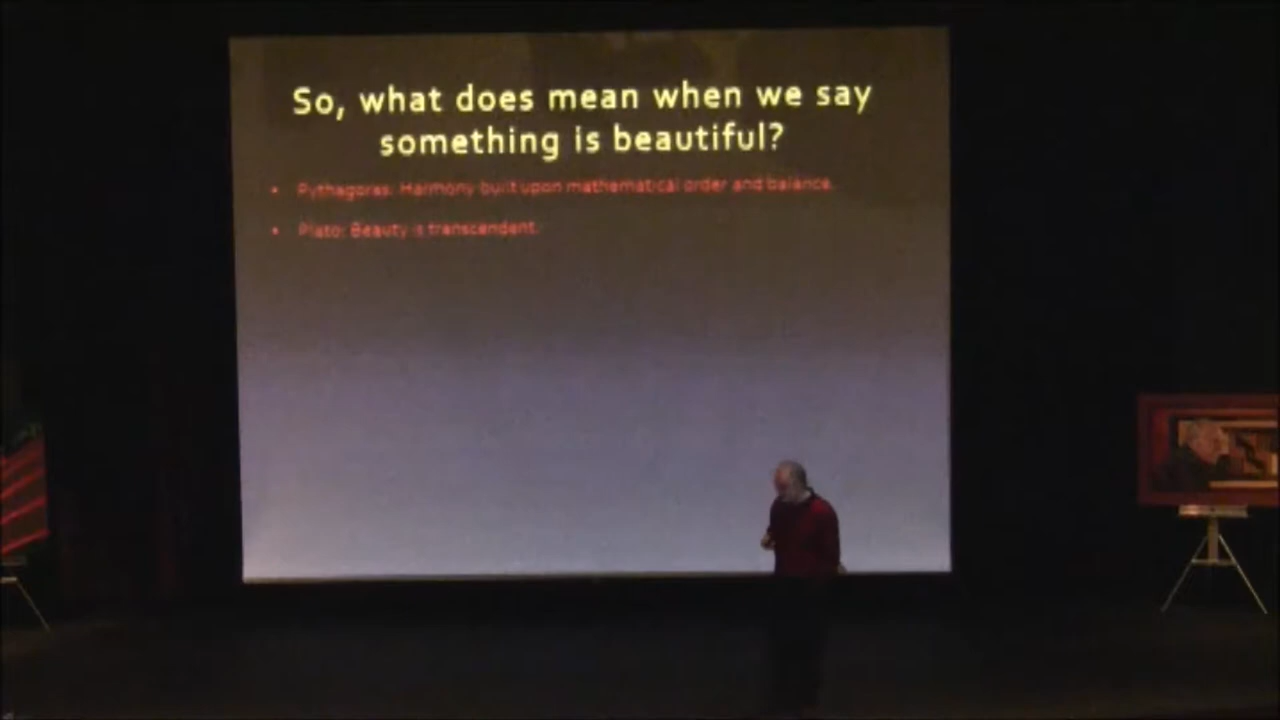 So, what does mean when we say
something is beautiful?
• Pythagoras: Harmony built upon mathematical order and balance.
• Plato: Beauty is transcendent.